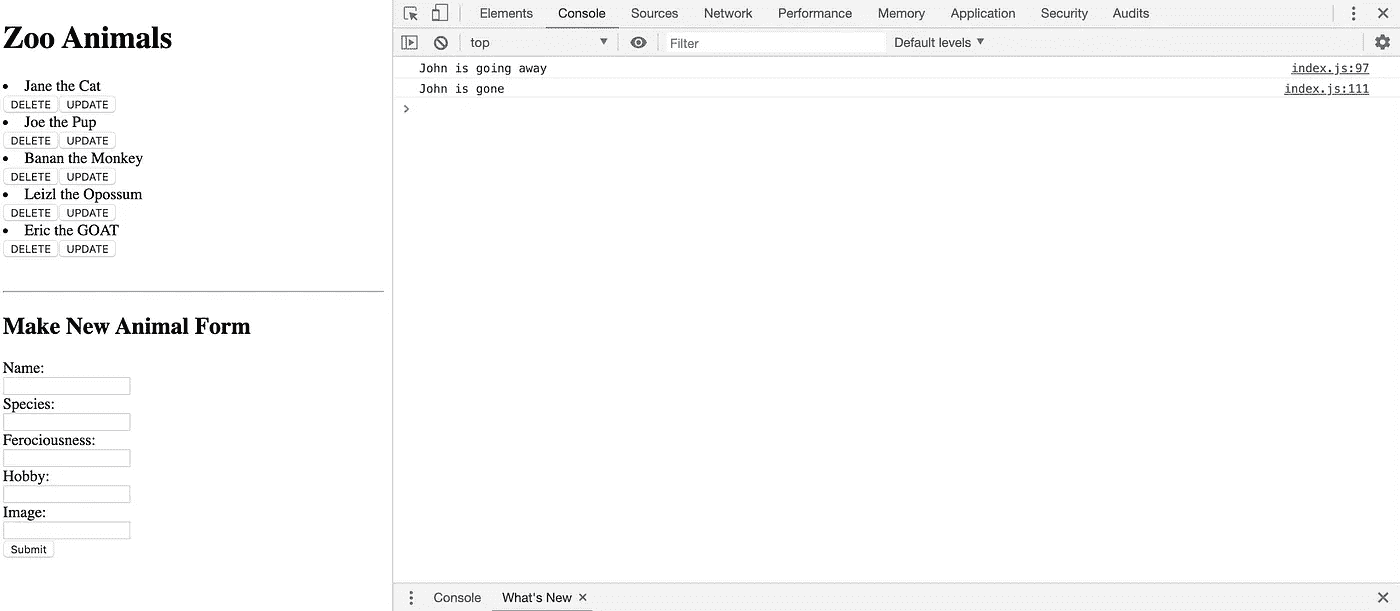 Zoo Animals
Jane the Cat
DELETE UPDATE
Joe the Pup
DELETE UPDATE
Banan the Monkey
DELETE UPDATE
Leizl the Opossum
DELETE UPDATE
Eric the GOAT
DELETE UPDATE
Make New Animal Form
Name:
Species:
Ferociousness:
Hobby:
Image:
Submit
Elements Console Sources Network Performance Memory Application Security Audits
top Filter Default levels
John is going away index.js:97
John is gone index.js:111
Console What's New